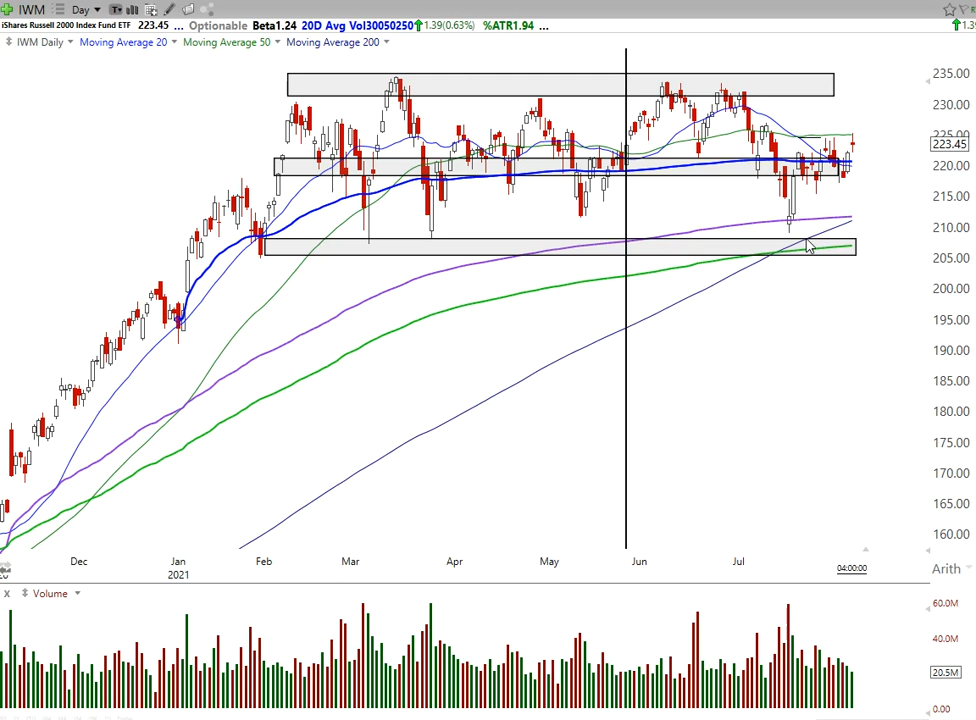 IWM Day
iShares Russell 2000 Index Fund ETF 223.45 ... Optionable Beta1.24 20D Avg Vol30050250 1.39(0.63%) %ATR1.94 ...
IWM Daily Moving Average 20 Moving Average 50 Moving Average 200
235.00
230.00
225.00
223.45
220.00
215.00
210.00
205.00
200.00
195.00
190.00
185.00
180.00
175.00
170.00
165.00
160.00
Dec Jan Feb Mar Apr May Jun Jul
2021
04:00:00
Arith
X Volume
60.0M
40.0M
20.5M
0.00